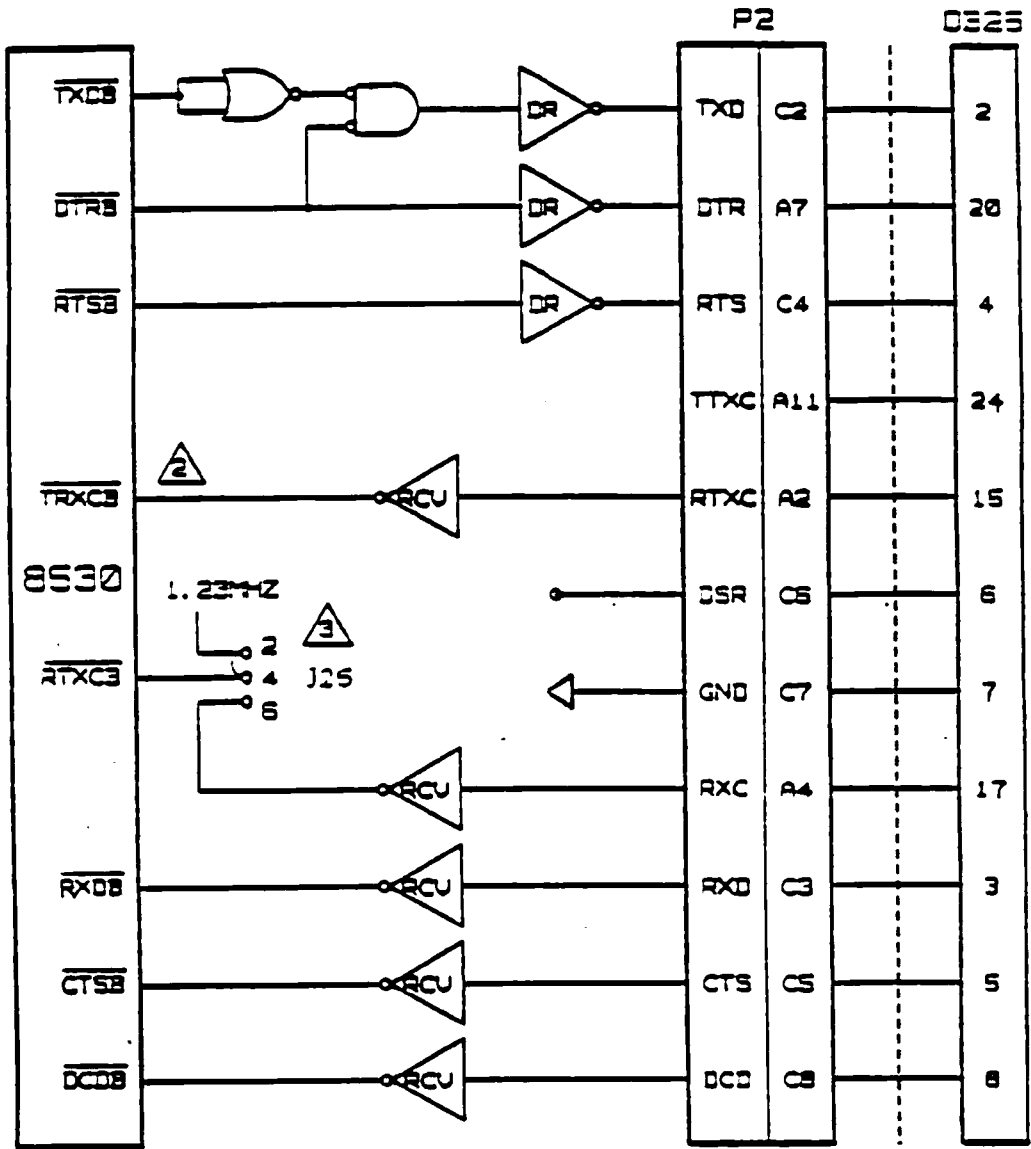 P2 DB25
TXDB DR TXD C2 2
DTRB DR DTR A7 20
RTSB DR RTS C4 4
TTXC A11 24
2
TRXCB RCV RTXC A2 15
8530
1.23MHZ DSR C6 6
3
2
RTXCB 4 J25 GND C7 7
6
RCV RXC A4 17
RXDB RCV RXD C3 3
CTSB RCV CTS C5 5
DCDB RCV DCD C8 8